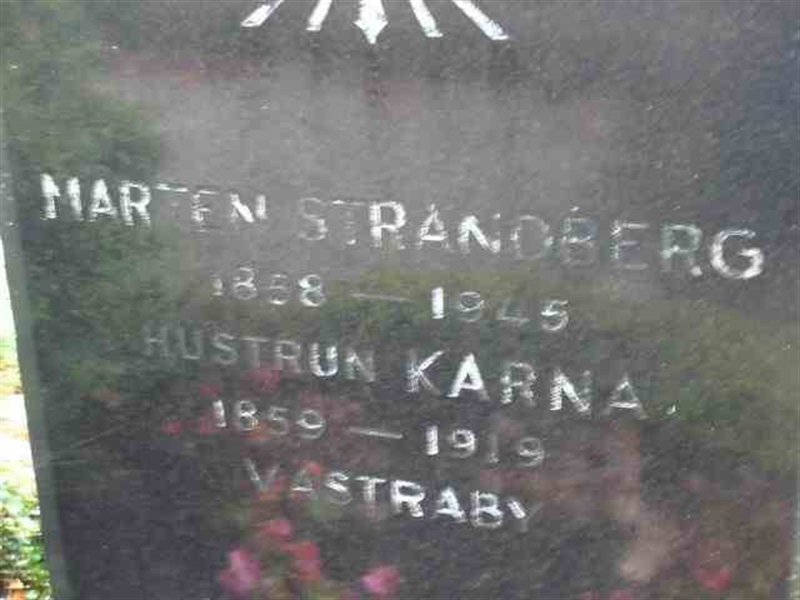 MARTEN STRANDBERG
1858 — 1945
HUSTRUN KARNA
1859 — 1919
VASTRABY